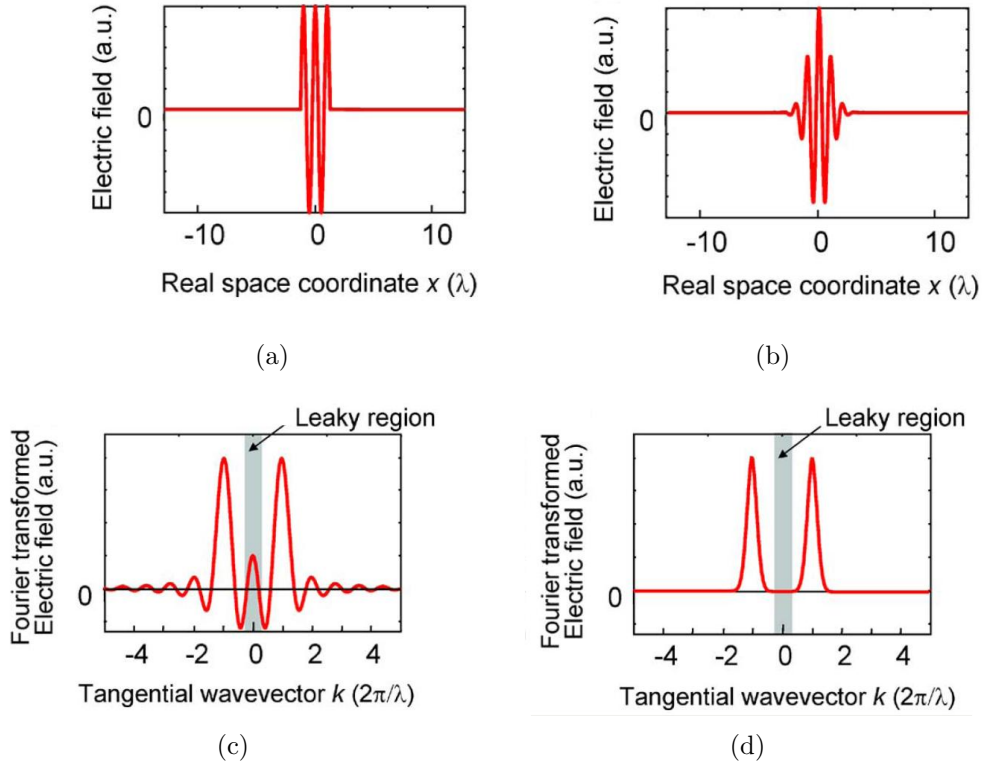 Electric field (a.u.)
0
-10 0 10
Real space coordinate x (λ)
(a)
Electric field (a.u.)
0
-10 0 10
Real space coordinate x (λ)
(b)
Leaky region
Fourier transformed
Electric field (a.u.)
0
-4 -2 0 2 4
Tangential wavevector k (2π/λ)
(c)
Leaky region
Fourier transformed
Electric field (a.u.)
0
-4 -2 0 2 4
Tangential wavevector k (2π/λ)
(d)